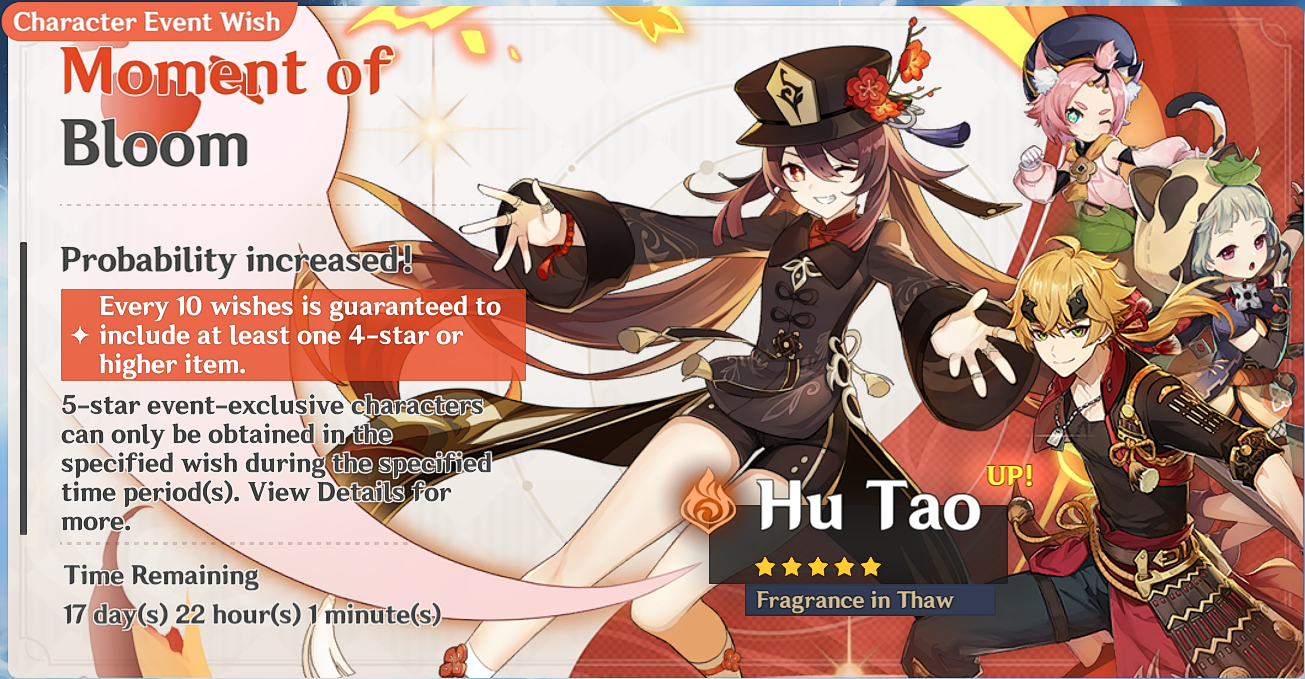 Character Event Wish
Moment of
Bloom
Probability increased!
Every 10 wishes is guaranteed to
✦ include at least one 4-star or
higher item.
5-star event-exclusive characters
can only be obtained in the
specified wish during the specified
time period(s). View Details for
more.
Time Remaining
17 day(s) 22 hour(s) 1 minute(s)
UP!
Hu Tao
Fragrance in Thaw